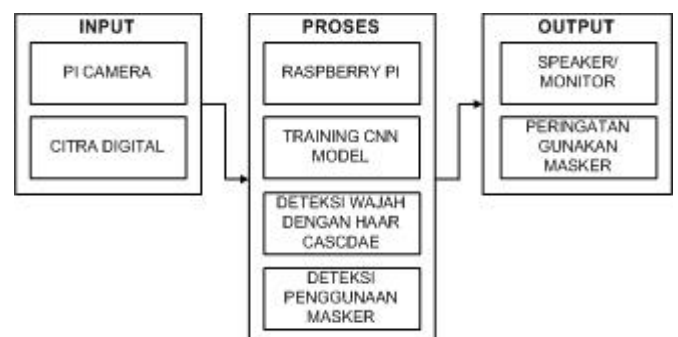 INPUT
PI CAMERA
CITRA DIGITAL
PROSES
RASPBERRY PI
TRAINING CNN
MODEL
DETEKSI WAJAH
DENGAN HAAR
CASCDAE
DETEKSI
PENGGUNAAN
MASKER
OUTPUT
SPEAKER/
MONITOR
PERINGATAN
GUNAKAN
MASKER